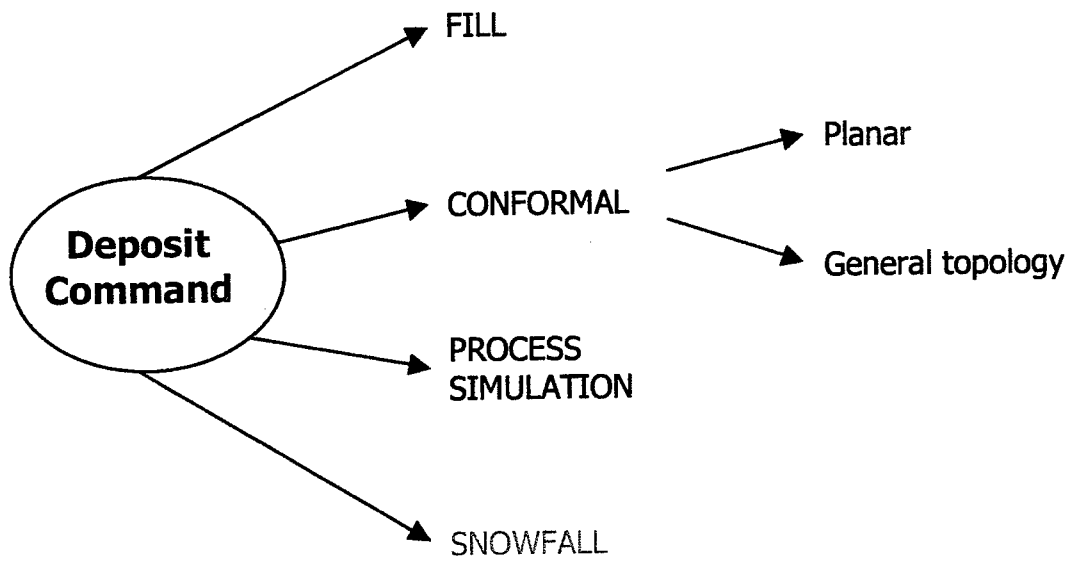 FILL
Planar
CONFORMAL
Deposit
Command
General topology
PROCESS
SIMULATION
SNOWFALL